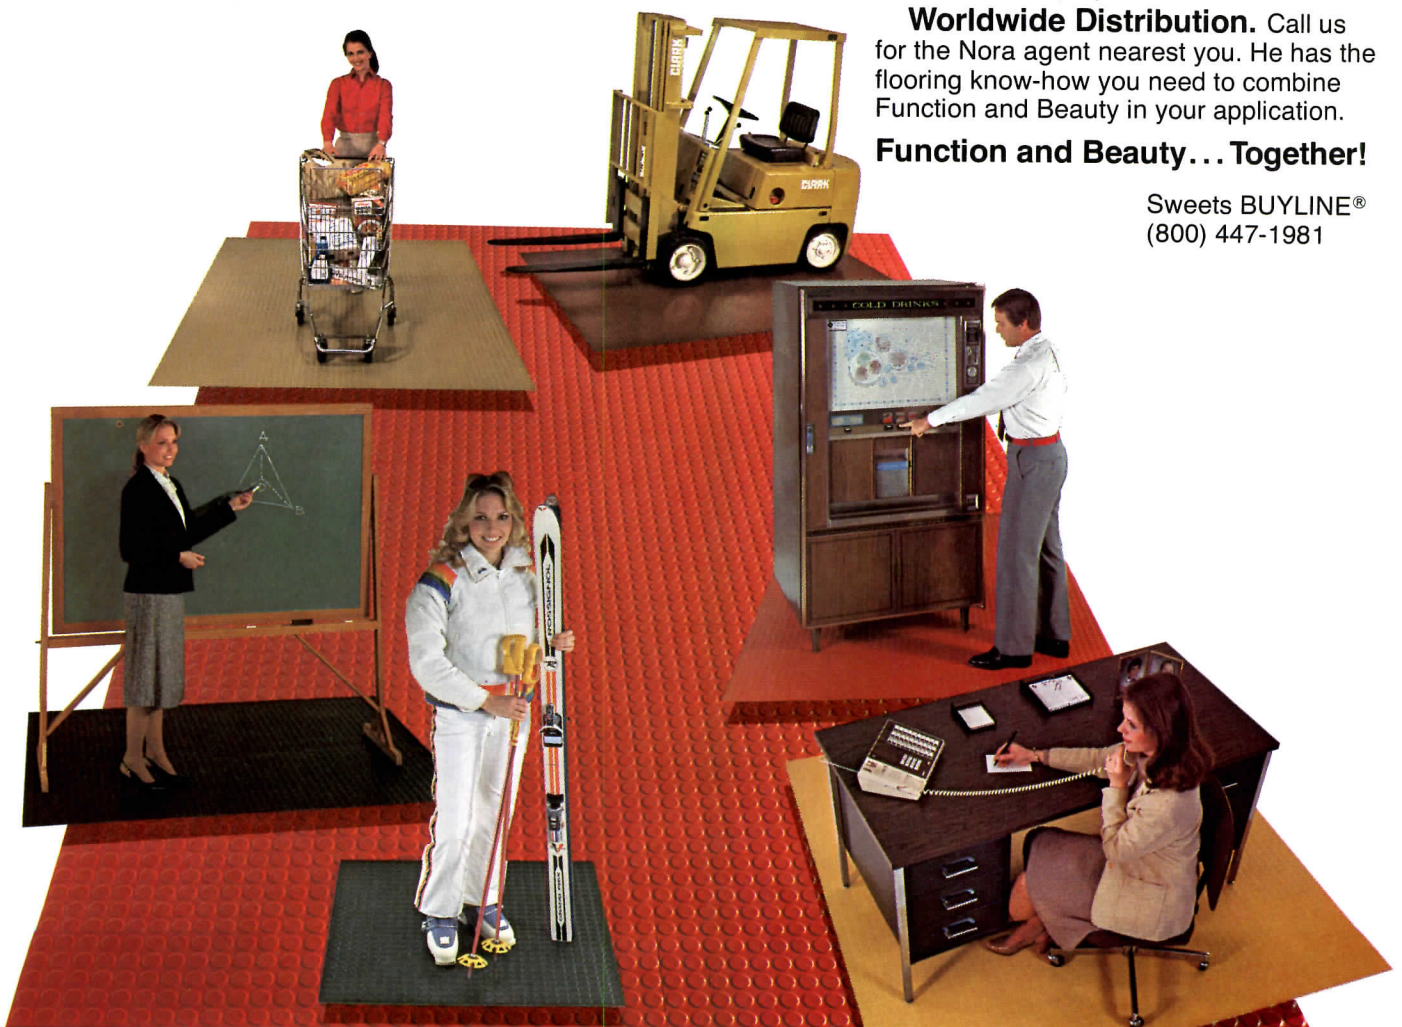 Worldwide Distribution. Call us
for the Nora agent nearest you. He has the
flooring know-how you need to combine
Function and Beauty in your application.
Function and Beauty... Together!
Sweets BUYLINE®
(800) 447-1981
CLARK
CLARK
COLD DRINKS
A
B
ROSSIGNOL